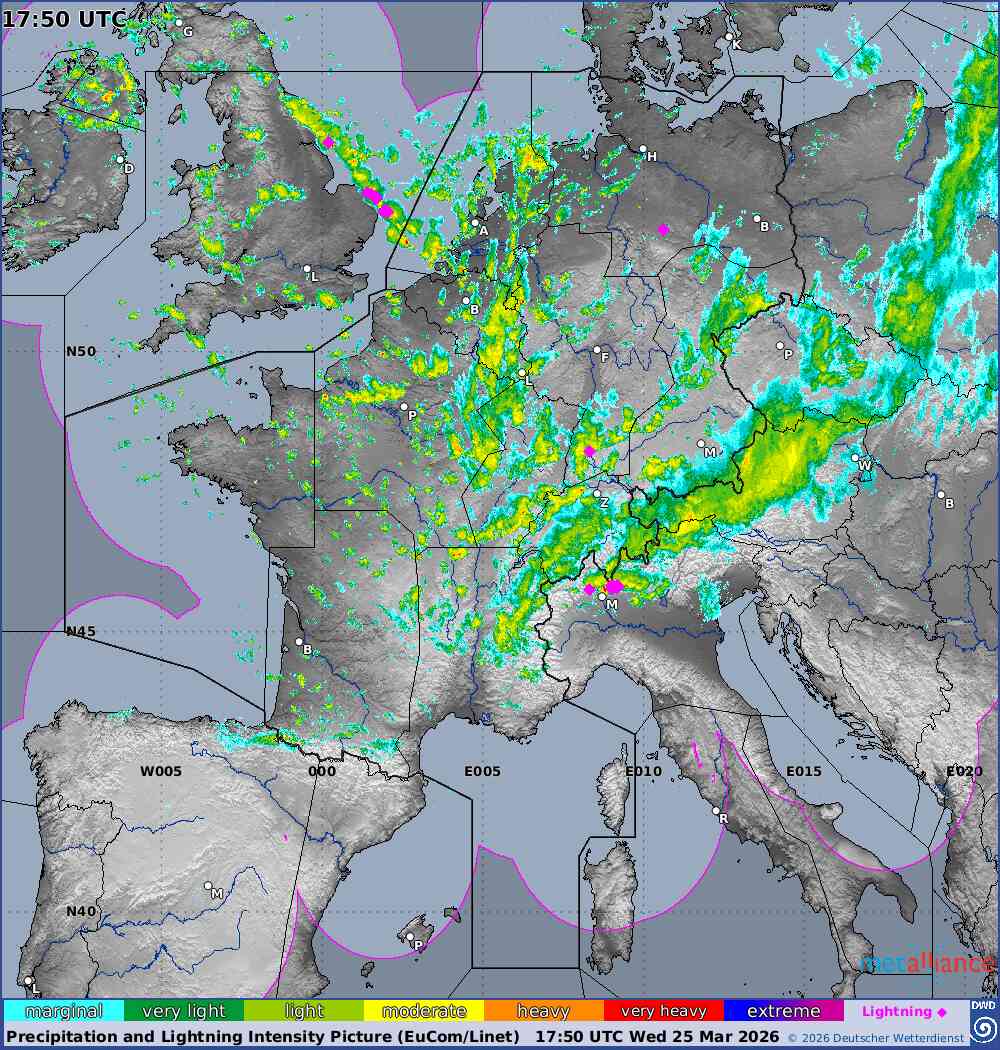 17:50 UTC
G
K
D
H
A
B
L
B
N50
F
P
L
P
M
W
Z
B
M
N45
B
W005
000
E005
E010
E015
E020
R
M
N40
P
L
metalliance
marginal very light light moderate heavy very heavy extreme Lightning DWD
Precipitation and Lightning Intensity Picture (EuCom/Linet) 17:50 UTC Wed 25 Mar 2026 © 2026 Deutscher Wetterdienst